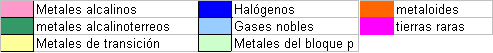 Metales alcalinos Halógenos metaloides
metales alcalinoterreos Gases nobles tierras raras
Metales de transición Metales del bloque p